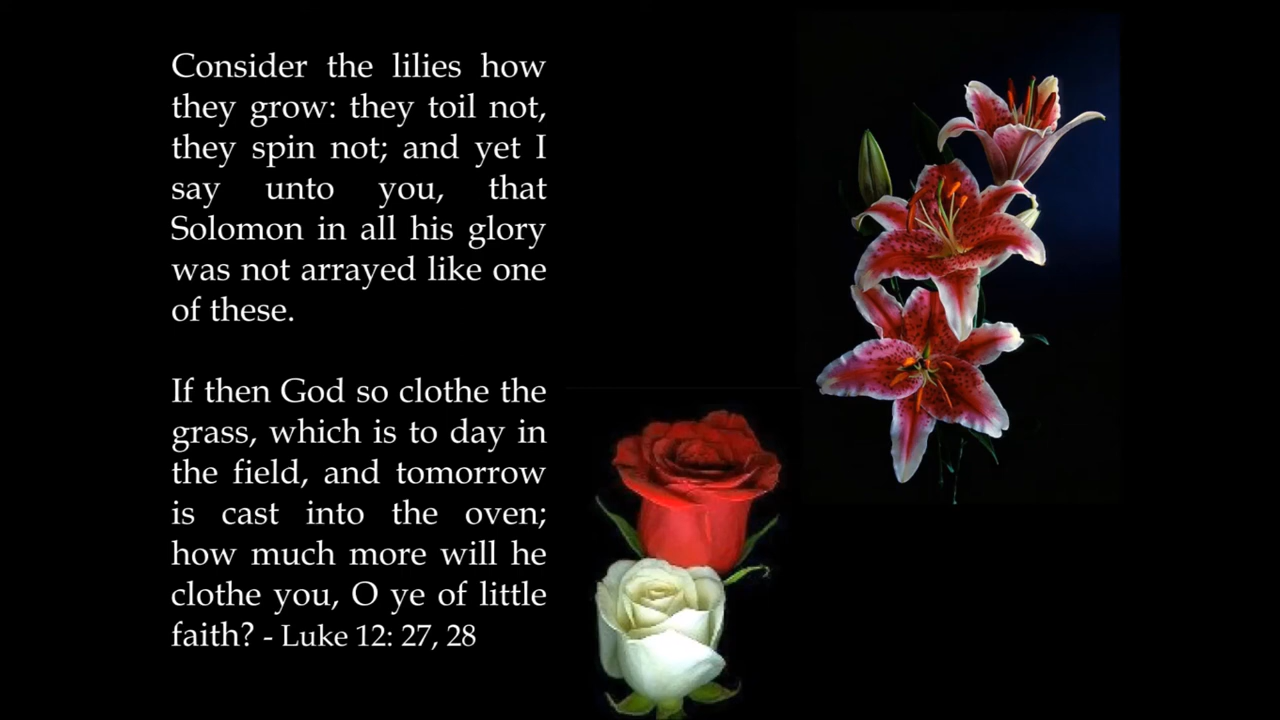 Consider the lilies how
they grow: they toil not,
they spin not; and yet I
say unto you, that
Solomon in all his glory
was not arrayed like one
of these.
If then God so clothe the
grass, which is to day in
the field, and tomorrow
is cast into the oven;
how much more will he
clothe you, O ye of little
faith? - Luke 12: 27, 28